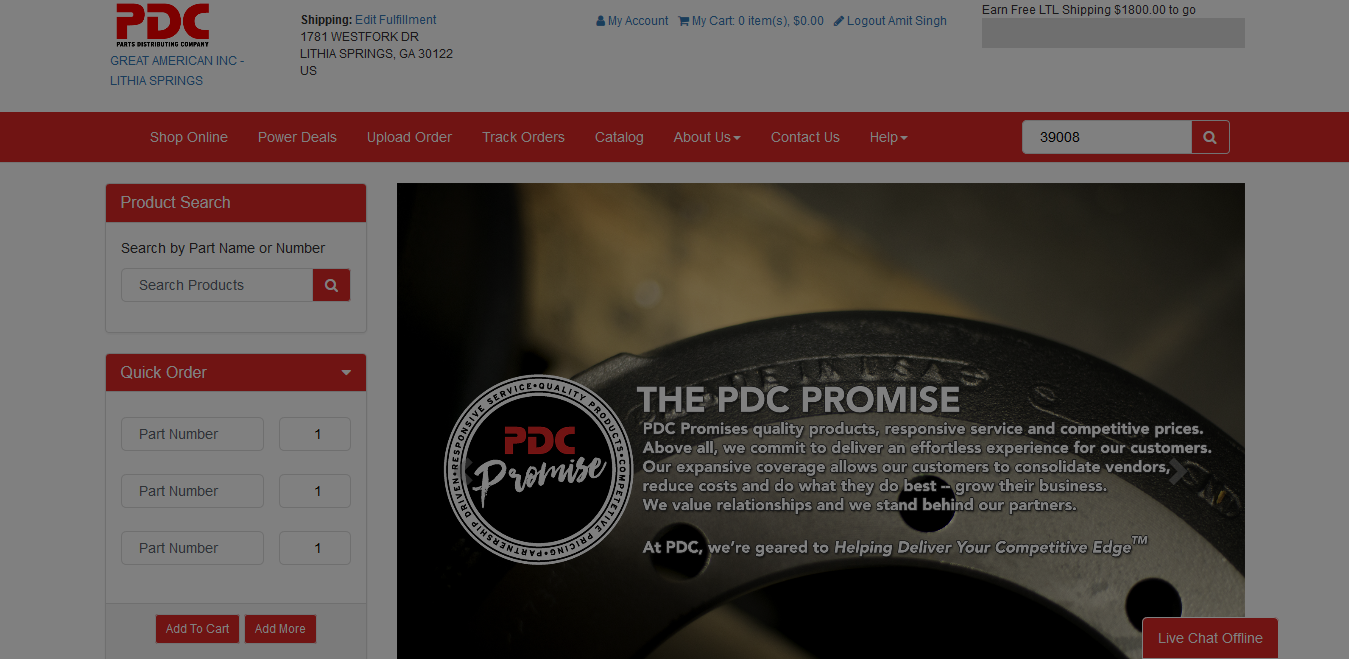 PDC
PARTS DISTRIBUTING COMPANY
GREAT AMERICAN INC -
LITHIA SPRINGS
Shipping: Edit Fulfillment
1781 WESTFORK DR
LITHIA SPRINGS, GA 30122
US
My Account My Cart: 0 item(s), $0.00 Logout Amit Singh
Earn Free LTL Shipping $1800.00 to go
Shop Online Power Deals Upload Order Track Orders Catalog About Us Contact Us Help 39008
Product Search
Search by Part Name or Number
Search Products
Quick Order
Part Number 1
Part Number 1
Part Number 1
Add To Cart Add More
RESPONSIVE SERVICE•QUALITY PRODUCTS•COMPETETIVE PRICING•PARTNERSHIP DRIVEN•
PDC
Promise
THE PDC PROMISE
PDC Promises quality products, responsive service and competitive prices.
Above all, we commit to deliver an effortless experience for our customers.
Our expansive coverage allows our customers to consolidate vendors,
reduce costs and do what they do best -- grow their business.
We value relationships and we stand behind our partners.
At PDC, we're geared to Helping Deliver Your Competitive Edge™
Live Chat Offline